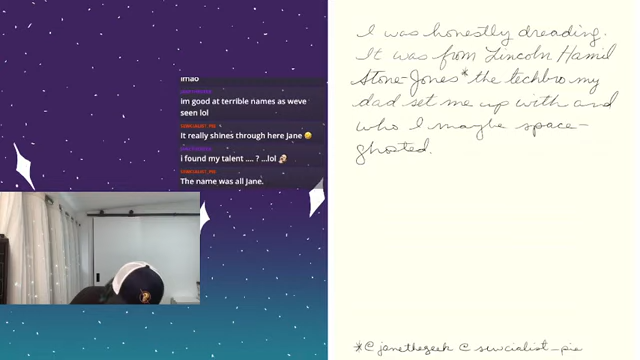 lmao
im good at terrible names as weve
seen lol
It really shines through here Jane
i found my talent .... ? ...lol
The name was all Jane.
I was honestly dreading.
It was from Lincoln Hamil
Stone-Jones* the techbro my
dad set me up with and
who I maybe space-
ghosted.
*@janethegeek @